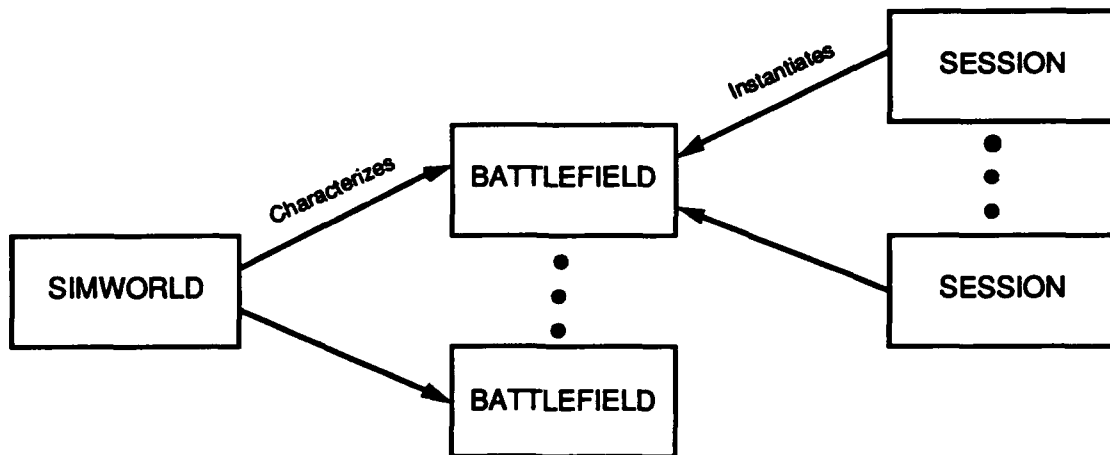 SIMWORLD
Characterizes
BATTLEFIELD
BATTLEFIELD
Instantiates
SESSION
SESSION